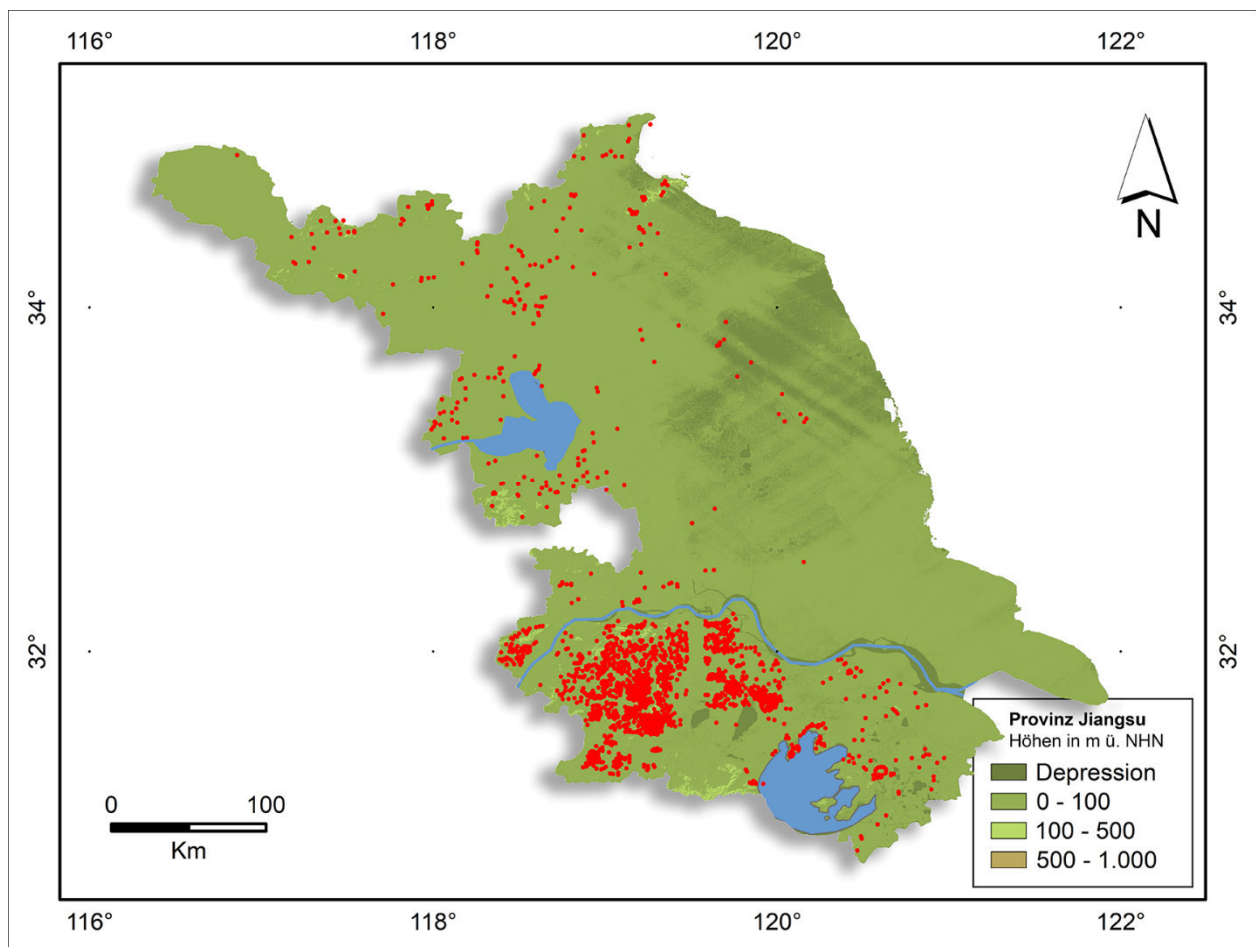 116° 118° 120° 122°
N
34° 34°
32° 32°
Provinz Jiangsu
Höhen in m ü. NHN
Depression
0 - 100
100 - 500
500 - 1.000
0 100
Km
116° 118° 120° 122°